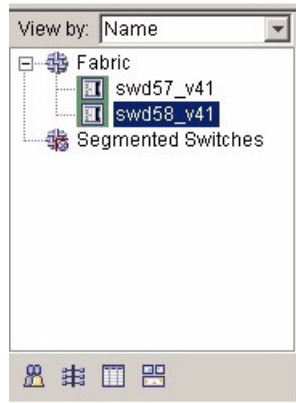 View by: Name
Fabric
swd57_v41
swd58_v41
Segmented Switches